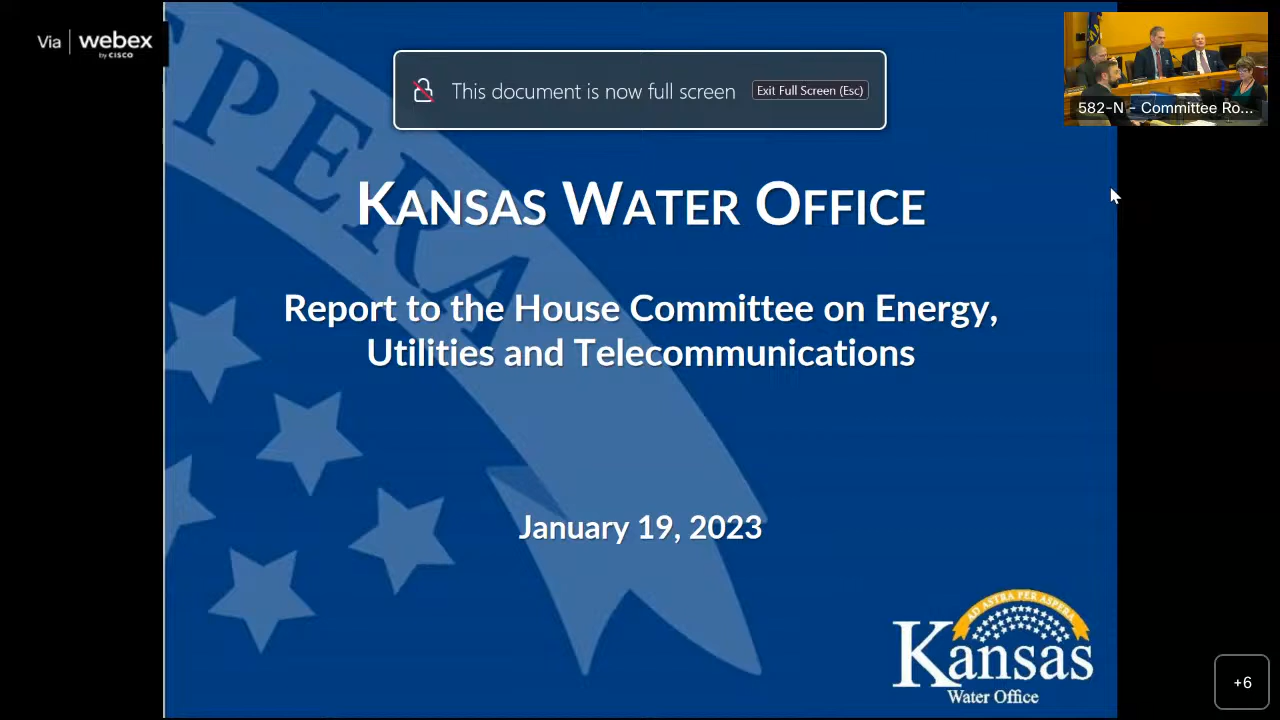 Via webex
by CISCO
This document is now full screen Exit Full Screen (Esc)
582-N - Committee Ro...
PERA
KANSAS WATER OFFICE
Report to the House Committee on Energy,
Utilities and Telecommunications
January 19, 2023
AD ASTRA PER ASPERA
Kansas
Water Office
+6